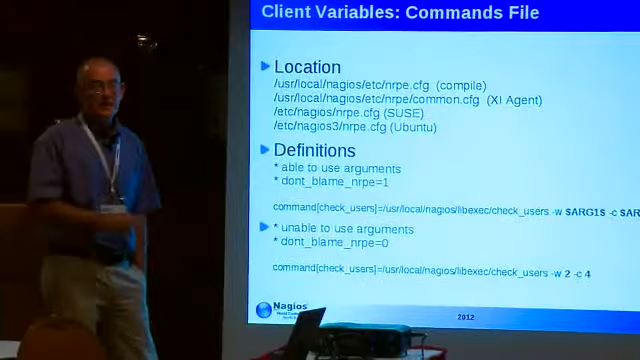 Client Variables: Commands File
Location
/usr/local/nagios/etc/nrpe.cfg (compile)
/usr/local/nagios/etc/nrpe/common.cfg (XI Agent)
/etc/nagios/nrpe.cfg (SUSE)
/etc/nagios3/nrpe.cfg (Ubuntu)
Definitions
* able to use arguments
* dont_blame_nrpe=1
command[check_users]=/usr/local/nagios/libexec/check_users -w $ARG1$ -c $AR
* unable to use arguments
* dont_blame_nrpe=0
command[check_users]=/usr/local/nagios/libexec/check_users -w 2 -c 4
Nagios
World
2012